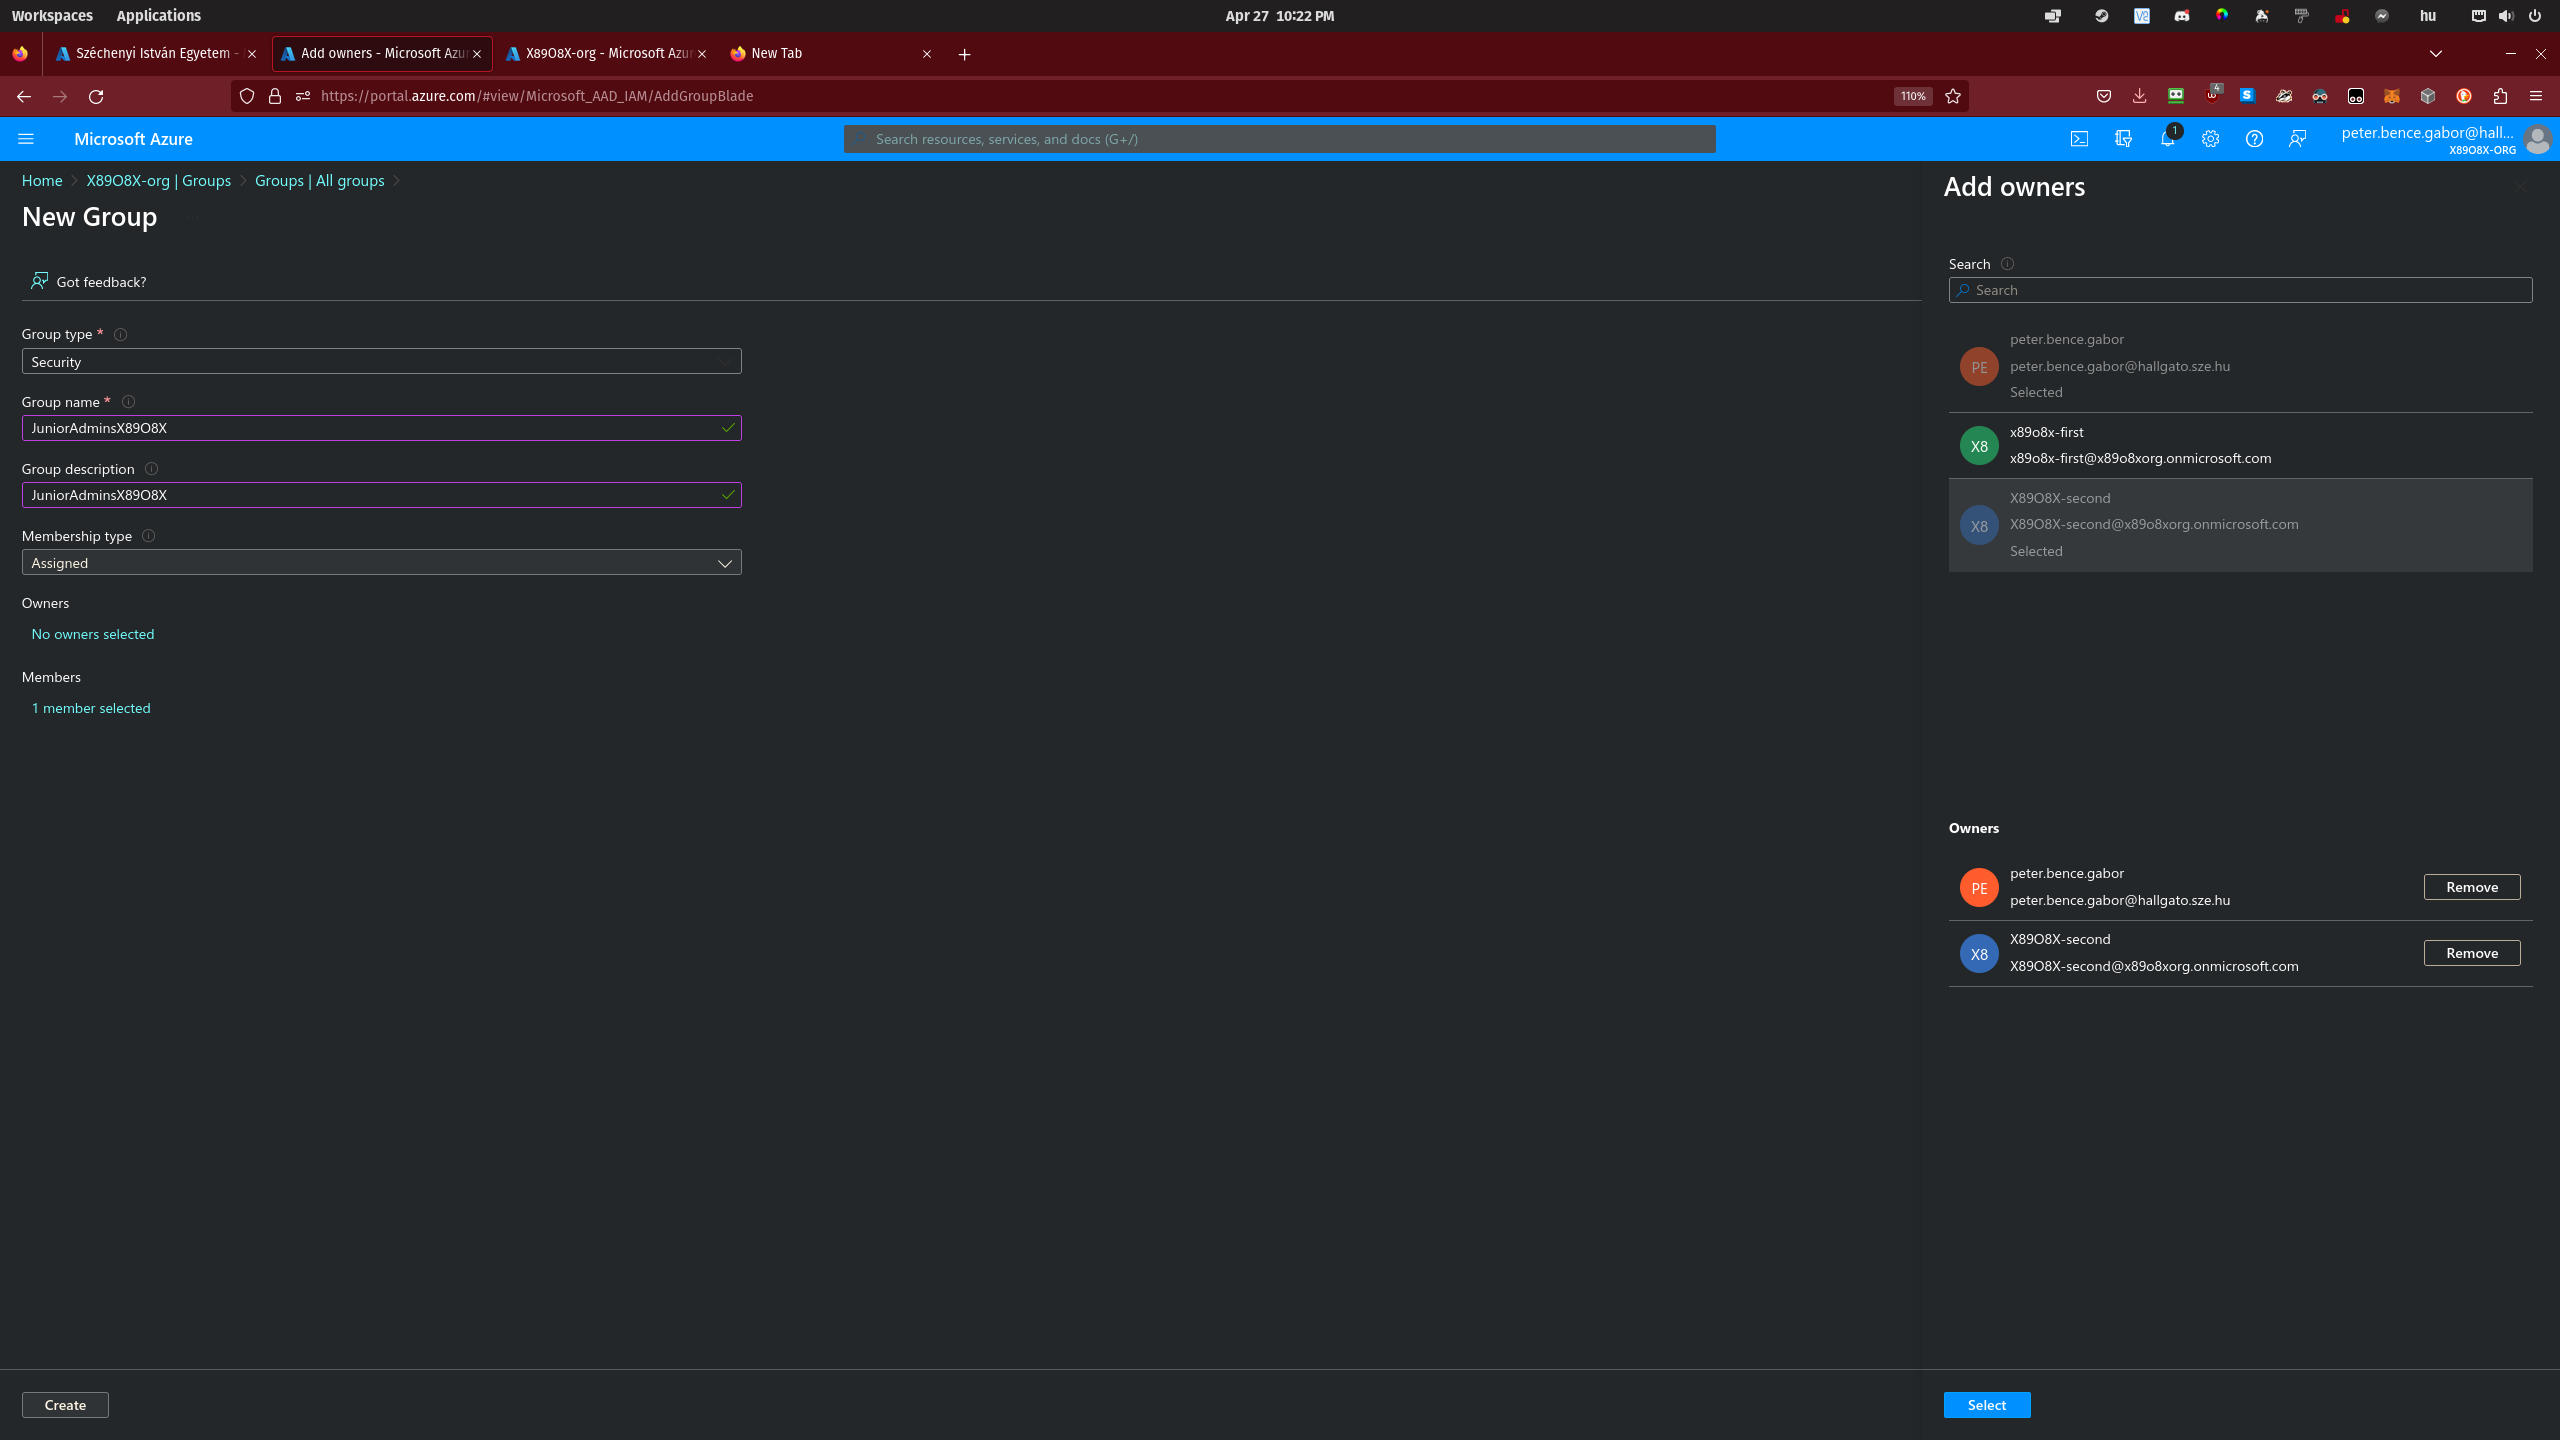 Workspaces Applications Apr 27 10:22 PM hu
Széchenyi István Egyetem - Add owners - Microsoft Azur X89O8X-org - Microsoft Azur New Tab
https://portal.azure.com/#view/Microsoft_AAD_IAM/AddGroupBlade 110% 4
Microsoft Azure Search resources, services, and docs (G+/) 1 peter.bence.gabor@hall...
X89O8X-ORG
Home X89O8X-org | Groups Groups | All groups
New Group
Got feedback?
Group type *
Security
Group name *
JuniorAdminsX89O8X
Group description
JuniorAdminsX89O8X
Membership type
Assigned
Owners
No owners selected
Members
1 member selected
Create
Add owners
Search
Search
PE
peter.bence.gabor
peter.bence.gabor@hallgato.sze.hu
Selected
X8
x89o8x-first
x89o8x-first@x89o8xorg.onmicrosoft.com
X8
X89O8X-second
X89O8X-second@x89o8xorg.onmicrosoft.com
Selected
Owners
PE
peter.bence.gabor
peter.bence.gabor@hallgato.sze.hu
Remove
X8
X89O8X-second
X89O8X-second@x89o8xorg.onmicrosoft.com
Remove
Select